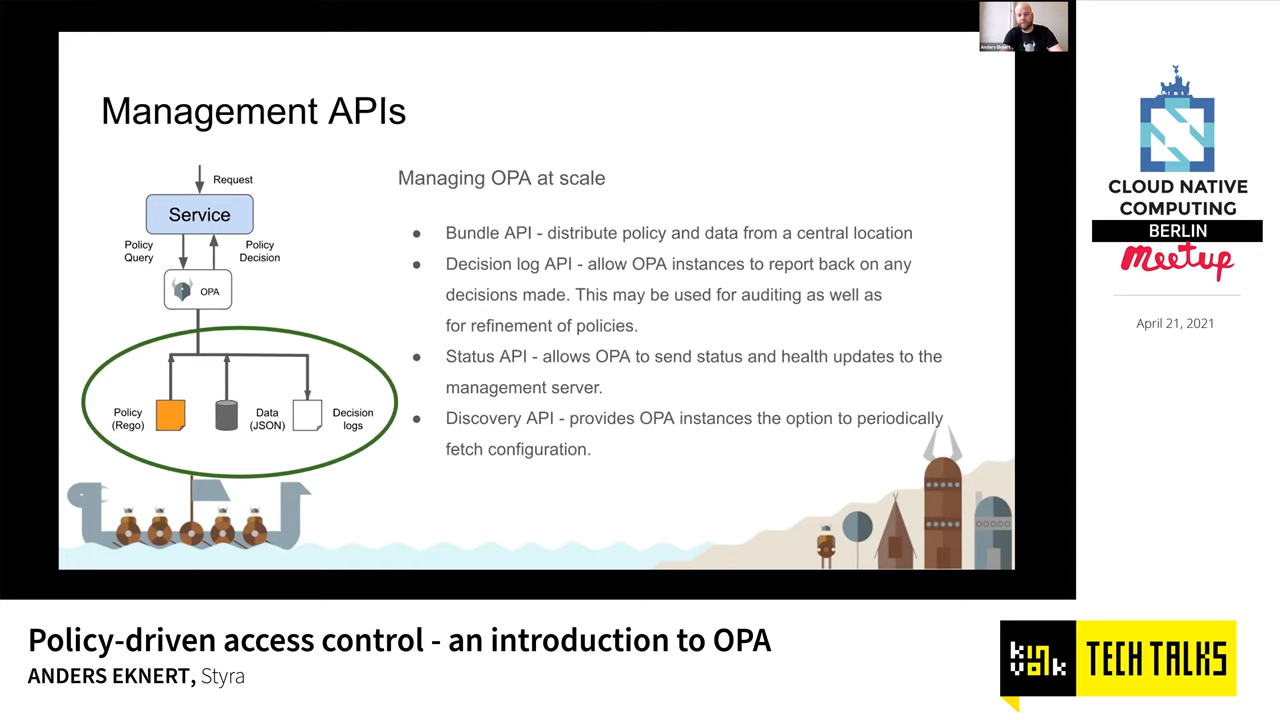 Management APIs
Request
Service
Policy
Query
Policy
Decision
OPA
Policy
(Rego)
Data
(JSON)
Decision
logs
Managing OPA at scale
● Bundle API - distribute policy and data from a central location
● Decision log API - allow OPA instances to report back on any
decisions made. This may be used for auditing as well as
for refinement of policies.
● Status API - allows OPA to send status and health updates to the
management server.
● Discovery API - provides OPA instances the option to periodically
fetch configuration.
Anders Eknert
CLOUD NATIVE
COMPUTING
BERLIN
Meetup
April 21, 2021
Policy-driven access control - an introduction to OPA
ANDERS EKNERT, Styra
kinvolk
TECH TALKS